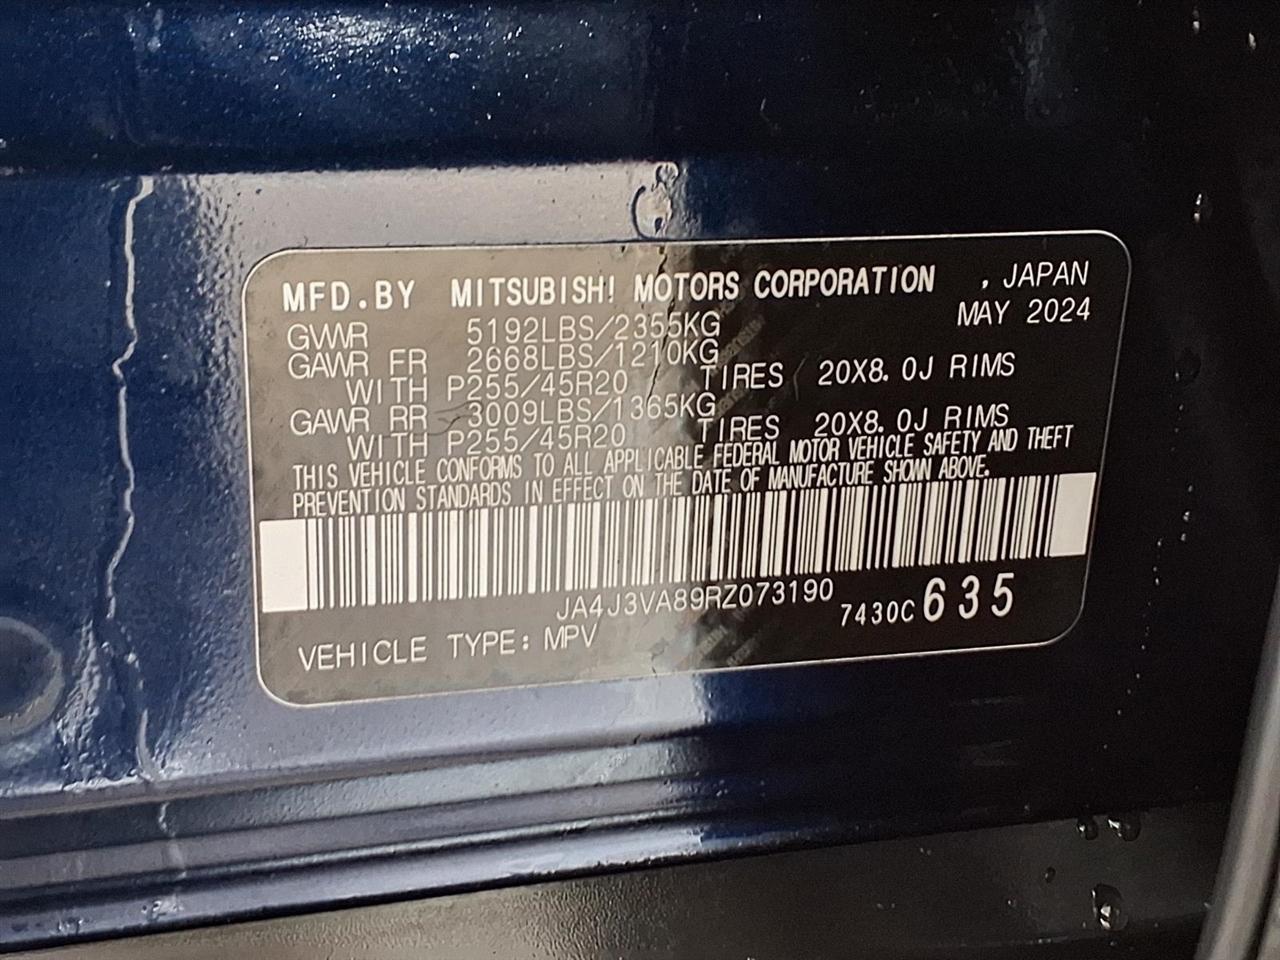 MFD.BY MITSUBISHI MOTORS CORPORATION , JAPAN
MAY 2024
GVWR 5192LBS/2355KG
GAWR FR 2668LBS/1210KG
WITH P255/45R20 TIRES 20X8.0J RIMS
GAWR RR 3009LBS/1365KG
WITH P255/45R20 TIRES 20X8.0J RIMS
THIS VEHICLE CONFORMS TO ALL APPLICABLE FEDERAL MOTOR VEHICLE SAFETY AND THEFT
PREVENTION STANDARDS IN EFFECT ON THE DATE OF MANUFACTURE SHOWN ABOVE.
JA4J3VA89RZ073190
7430C 635
VEHICLE TYPE: MPV